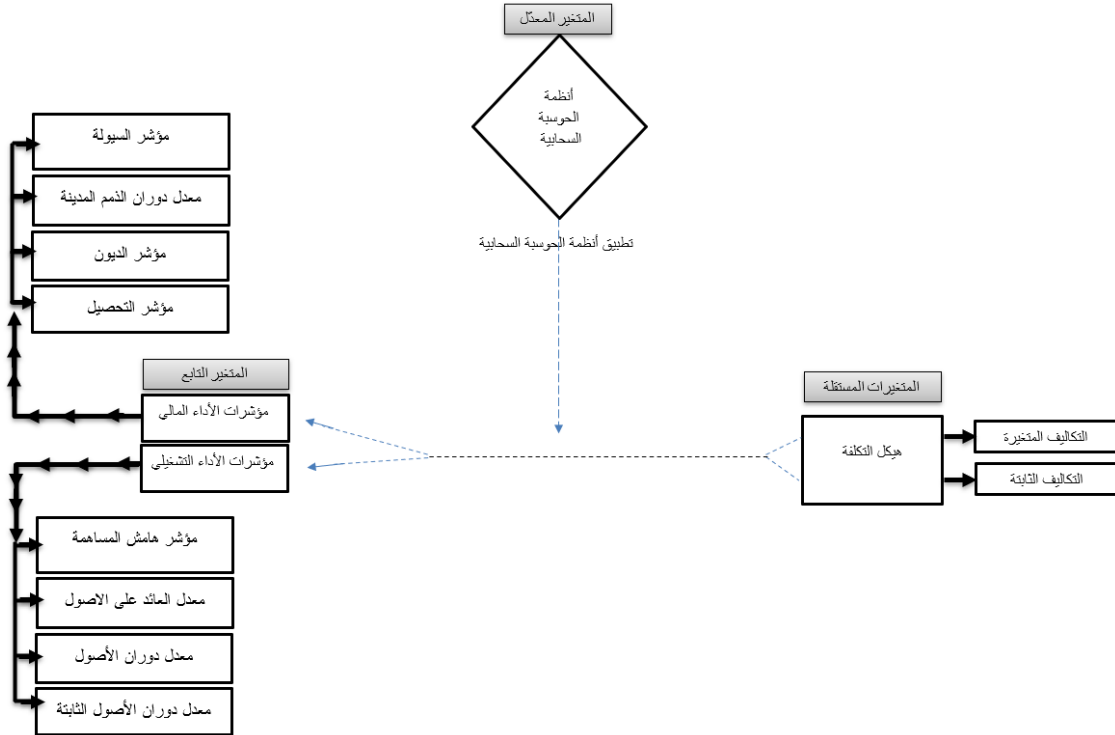 المتغير المعدّل
أنظمة
الحوسبة
السحابية
تطبيق أنظمة الحوسبة السحابية
المتغيرات المستقلة
هيكل التكلفة
التكاليف المتغيرة
التكاليف الثابتة
المتغير التابع
مؤشرات الأداء المالي
مؤشرات الأداء التشغيلي
مؤشر السيولة
معدل دوران الذمم المدينة
مؤشر الديون
مؤشر التحصيل
مؤشر هامش المساهمة
معدل العائد على الاصول
معدل دوران الأصول
معدل دوران الأصول الثابتة